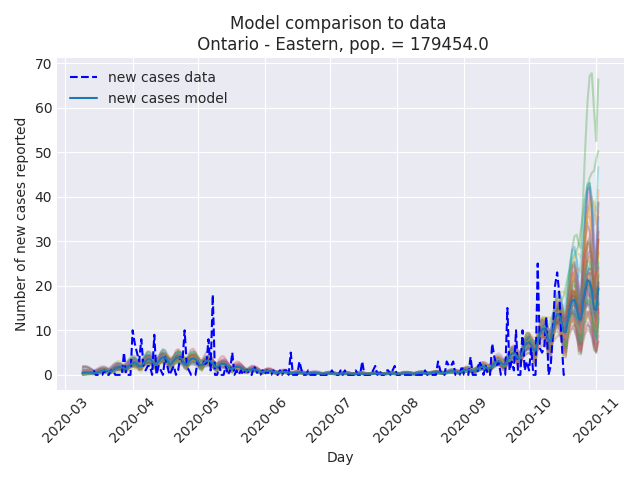 Model comparison to data
Ontario - Eastern, pop. = 179454.0
new cases data
new cases model
Number of new cases reported
70
60
50
40
30
20
10
0
2020-03
2020-04
2020-05
2020-06
2020-07
2020-08
2020-09
2020-10
2020-11
Day